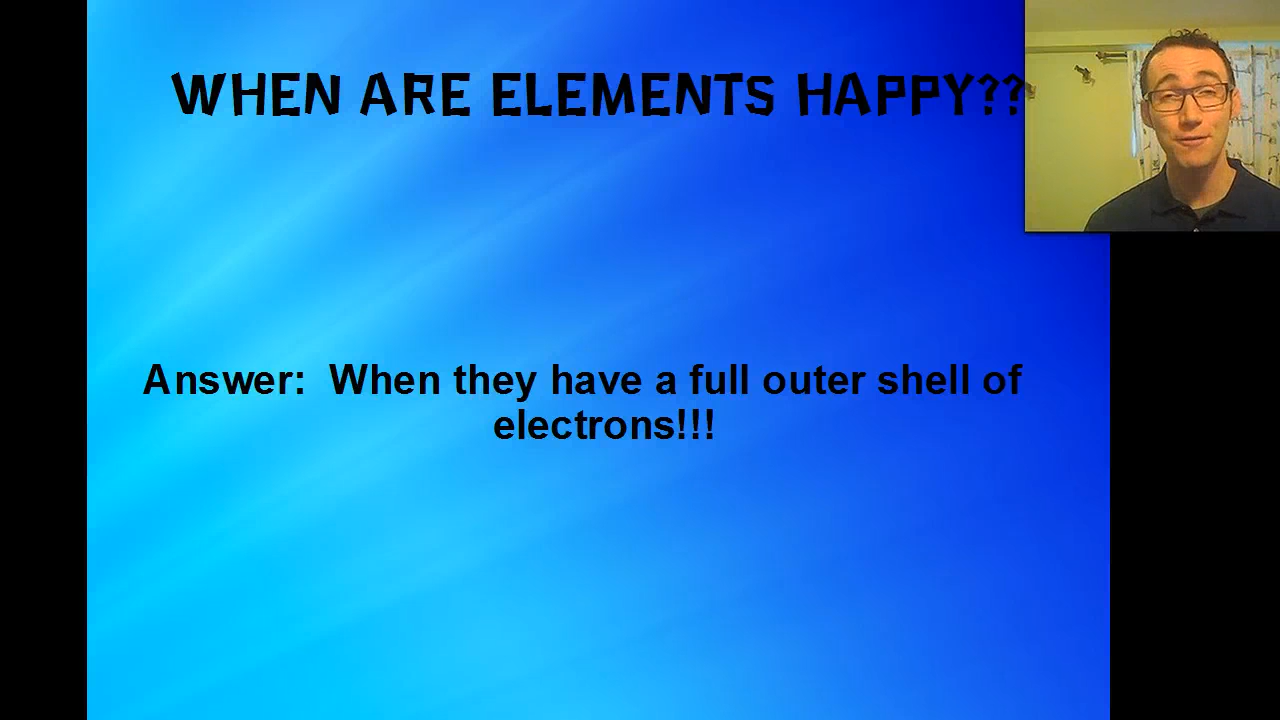 WHEN ARE ELEMENTS HAPPY??
Answer: When they have a full outer shell of
electrons!!!